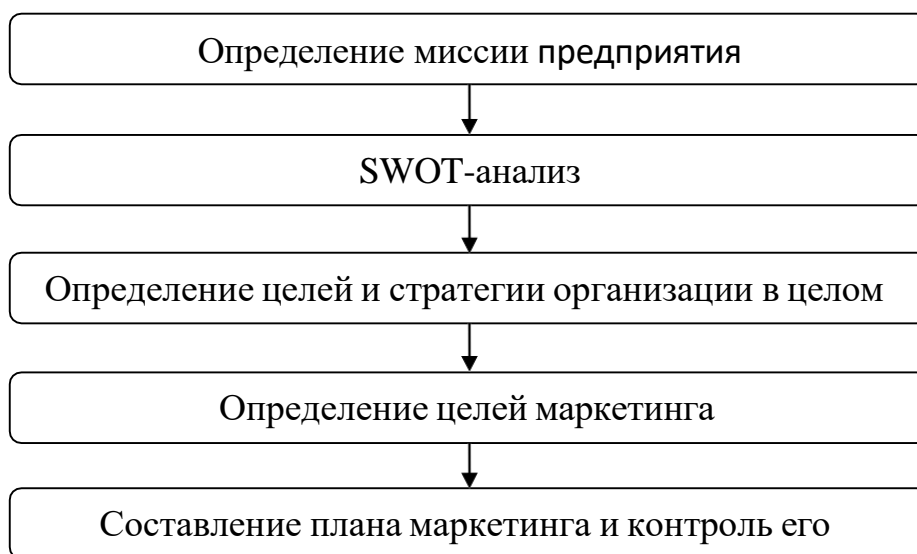 Определение миссии предприятия
SWOT-анализ
Определение целей и стратегии организации в целом
Определение целей маркетинга
Составление плана маркетинга и контроль его